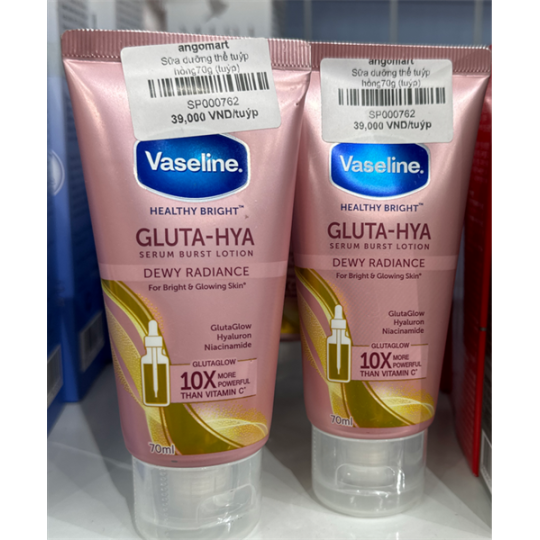 angomart
Sữa dưỡng thể tuýp
hồng70g (tuýp)
SP000762
39,000 VND/tuýp
Vaseline.
HEALTHY BRIGHT™
GLUTA-HYA
SERUM BURST LOTION
DEWY RADIANCE
For Bright & Glowing Skin*
GlutaGlow
Hyaluron
Niacinamide
GLUTAGLOW
10X MORE POWERFUL
THAN VITAMIN C*
70ml
angomart
Sữa dưỡng thể tuýp
hồng70g (tuýp)
SP000762
39,000 VND/tuýp
Vaseline.
HEALTHY BRIGHT™
GLUTA-HYA
SERUM BURST LOTION
DEWY RADIANCE
For Bright & Glowing Skin*
GlutaGlow
Hyaluron
Niacinamide
GLUTAGLOW
10X MORE POWERFUL
THAN VITAMIN C*
70ml